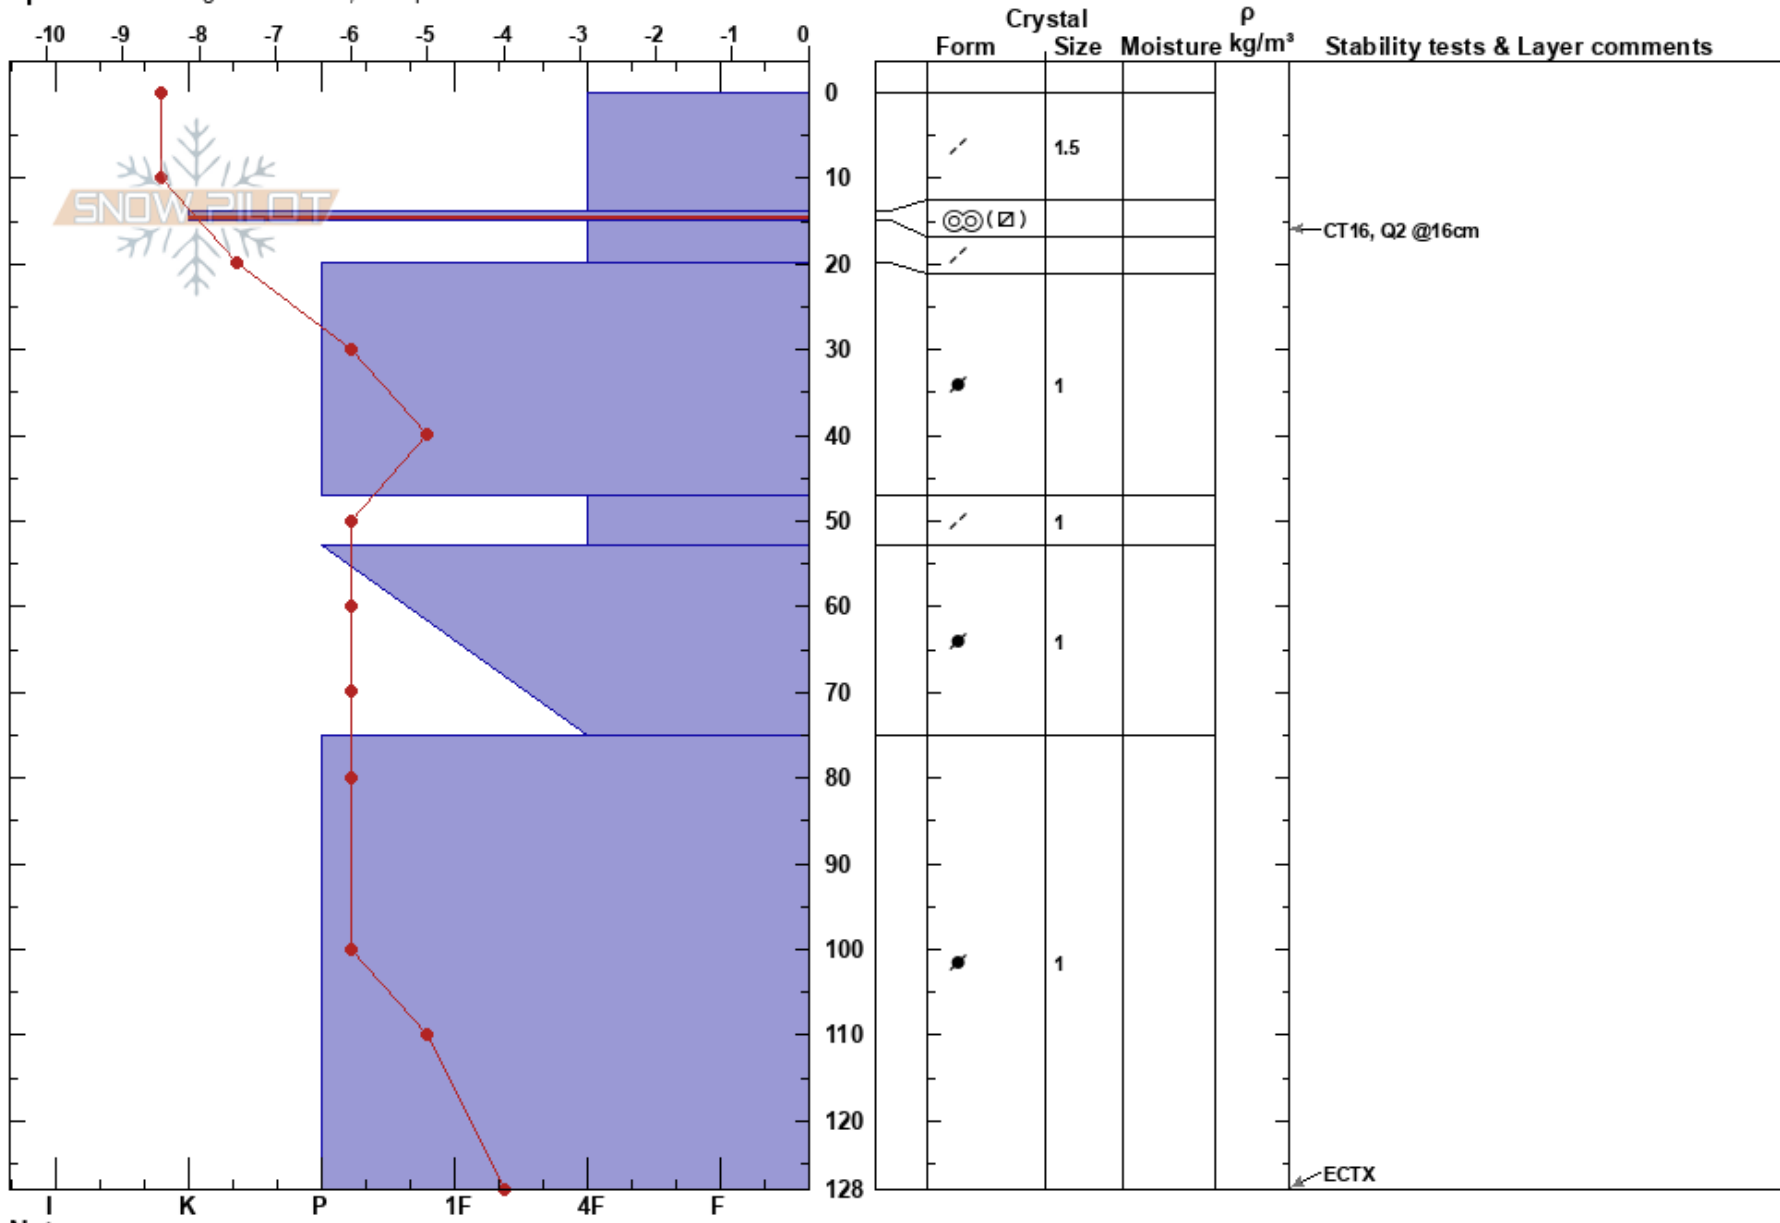 Crystal ρ
-10 -9 -8 -7 -6 -5 -4 -3 -2 -1 0 Form Size Moisture kg/m³ Stability tests & Layer comments
0
1.5
10
SNOW PILOT
CT16, Q2 @16cm
20
30
1
40
50 1
60
1
70
80
90
100 1
110
120
ECTX
128
I K P 1F 4F F